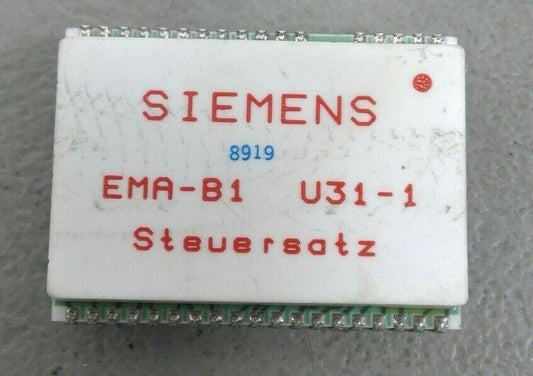 SIEMENS
8919
EMA-B1 U31-1
Steuersatz